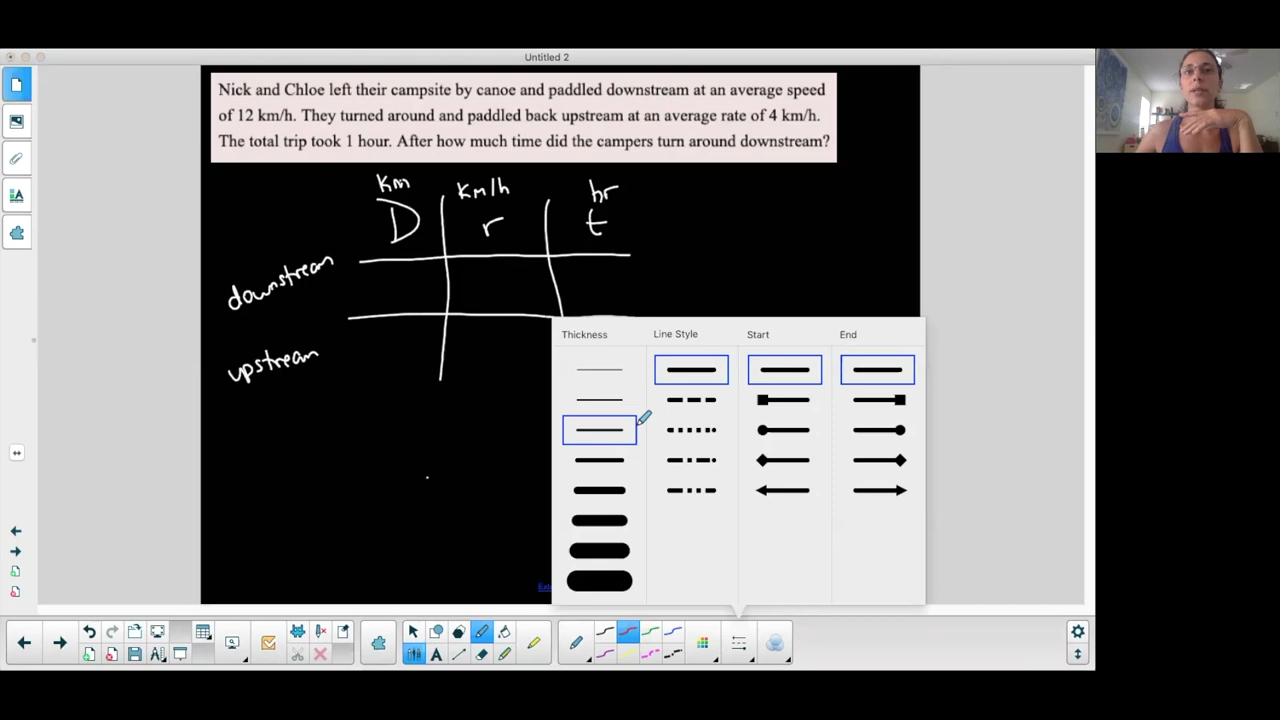 Untitled 2
Nick and Chloe left their campsite by canoe and paddled downstream at an average speed
of 12 km/h. They turned around and paddled back upstream at an average rate of 4 km/h.
The total trip took 1 hour. After how much time did the campers turn around downstream?
km km/h hr
D r t
downstream
upstream
Thickness Line Style Start End